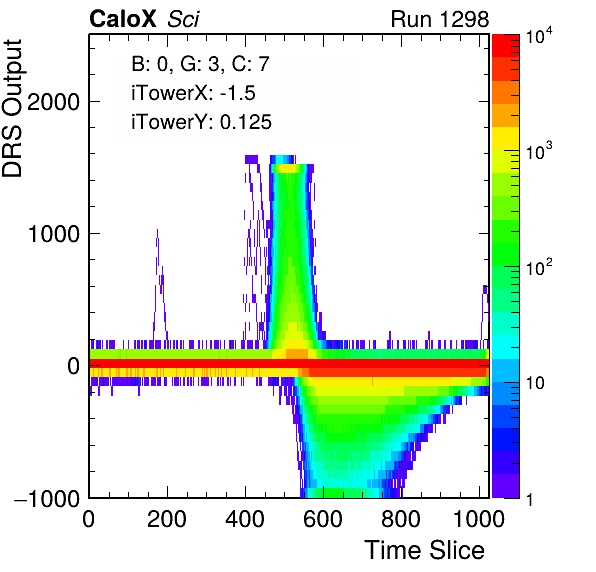 CaloX Sci Run 1298
B: 0, G: 3, C: 7
iTowerX: -1.5
iTowerY: 0.125
DRS Output
2000
1000
0
−1000
0 200 400 600 800 1000
Time Slice
10⁴
10³
10²
10
1